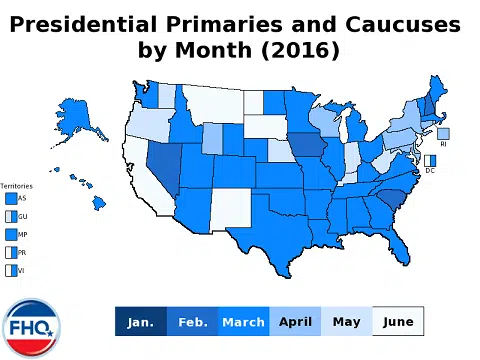 Presidential Primaries and Caucuses
by Month (2016)
RI
DC
Territories
AS
GU
MP
PR
VI
Jan. Feb. March April May June
FHQ